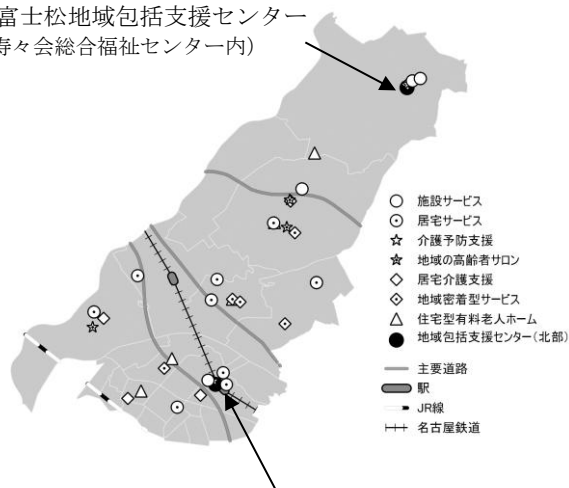 富士松地域包括支援センター
寿々会総合福祉センター内）
施設サービス
居宅サービス
介護予防支援
地域の高齢者サロン
居宅介護支援
地域密着型サービス
住宅型有料老人ホーム
地域包括支援センター（北部）
主要道路
駅
JR線
名古屋鉄道